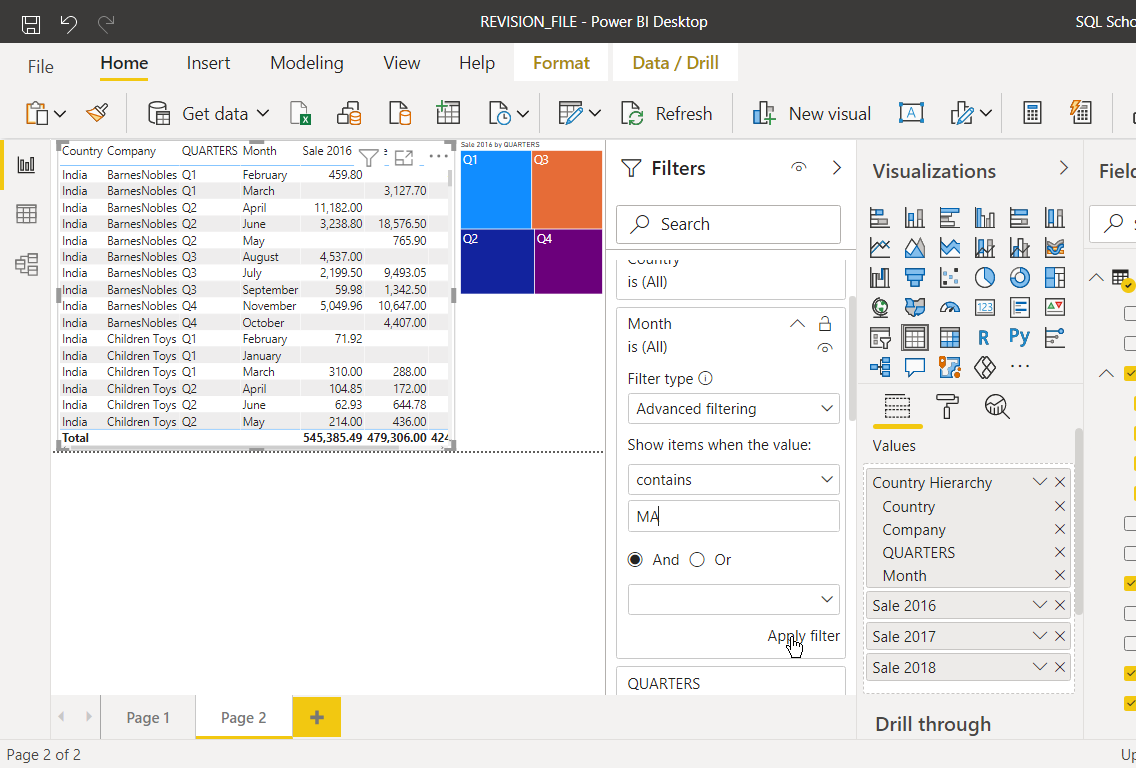 REVISION_FILE - Power BI Desktop
SQL Scho
File Home Insert Modeling View Help Format Data / Drill
Get data Refresh New visual
Country Company QUARTERS Month Sale 2016
India BarnesNobles Q1 February 459.80
India BarnesNobles Q1 March 3,127.70
India BarnesNobles Q2 April 11,182.00
India BarnesNobles Q2 June 3,238.80 18,576.50
India BarnesNobles Q2 May 765.90
India BarnesNobles Q3 August 4,537.00
India BarnesNobles Q3 July 2,199.50 9,493.05
India BarnesNobles Q3 September 59.98 1,342.50
India BarnesNobles Q4 November 5,049.96 10,647.00
India BarnesNobles Q4 October 4,407.00
India Children Toys Q1 February 71.92
India Children Toys Q1 January
India Children Toys Q1 March 310.00 288.00
India Children Toys Q2 April 104.85 172.00
India Children Toys Q2 June 62.93 644.78
India Children Toys Q2 May 214.00 436.00
Total 545,385.49 479,306.00 424
Sale 2016 by QUARTERS
Q1 Q3
Q2 Q4
Filters
Search
Country
is (All)
Month
is (All)
Filter type
Advanced filtering
Show items when the value:
contains
MA
And Or
Apply filter
QUARTERS
Visualizations
R Py
123
Values
Country Hierarchy
Country
Company
QUARTERS
Month
Sale 2016
Sale 2017
Sale 2018
Drill through
Field
Page 1 Page 2
Page 2 of 2
Up